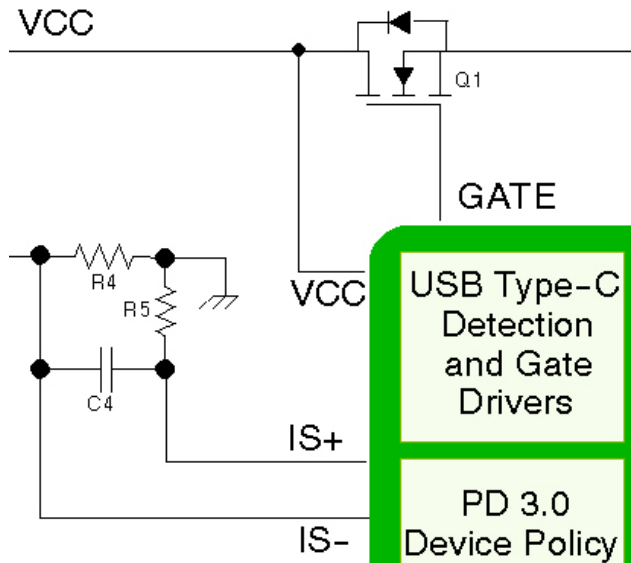 VCC
Q1
GATE
R4
VCC
R5
C4
IS+
IS-
USB Type-C
Detection
and Gate
Drivers
PD 3.0
Device Policy